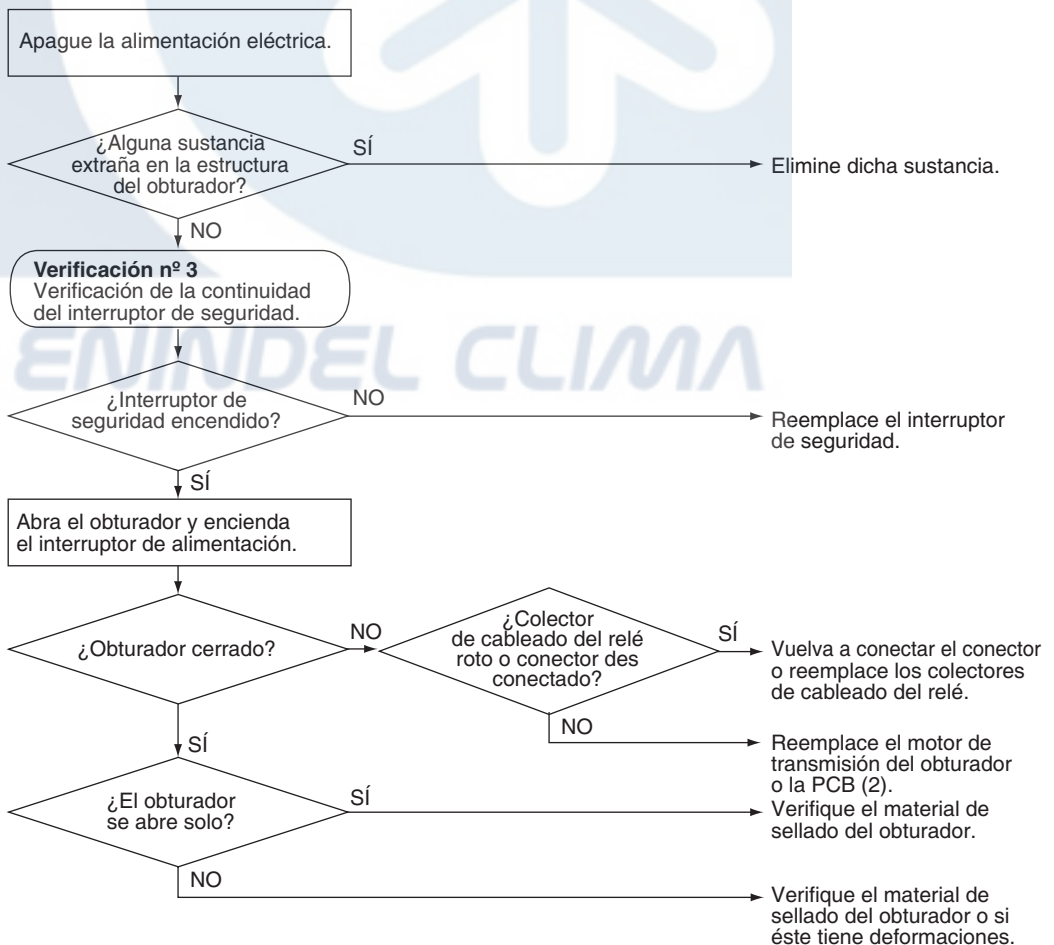 Apague la alimentación eléctrica.
¿Alguna sustancia
extraña en la estructura
del obturador?
SÍ
Elimine dicha sustancia.
NO
Verificación nº 3
Verificación de la continuidad
del interruptor de seguridad.
ENINDEL CLIMA
¿Interruptor de
seguridad encendido?
NO
Reemplace el interruptor
de seguridad.
SÍ
Abra el obturador y encienda
el interruptor de alimentación.
¿Obturador cerrado?
NO
¿Colector
de cableado del relé
roto o conector des
conectado?
SÍ
Vuelva a conectar el conector
o reemplace los colectores
de cableado del relé.
NO
Reemplace el motor de
transmisión del obturador
o la PCB (2).
SÍ
¿El obturador
se abre solo?
SÍ
Verifique el material de
sellado del obturador.
NO
Verifique el material de
sellado del obturador o si
éste tiene deformaciones.